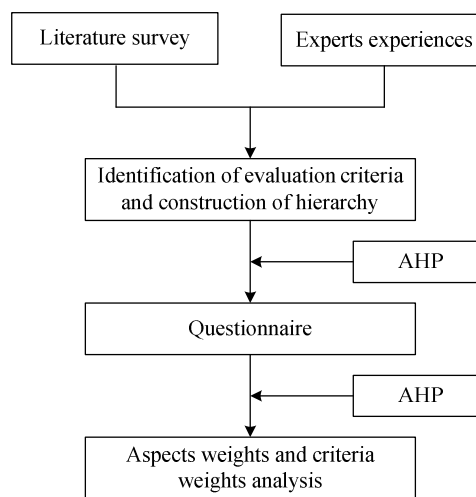 Literature survey
Experts experiences
Identification of evaluation criteria
and construction of hierarchy
AHP
Questionnaire
AHP
Aspects weights and criteria
weights analysis